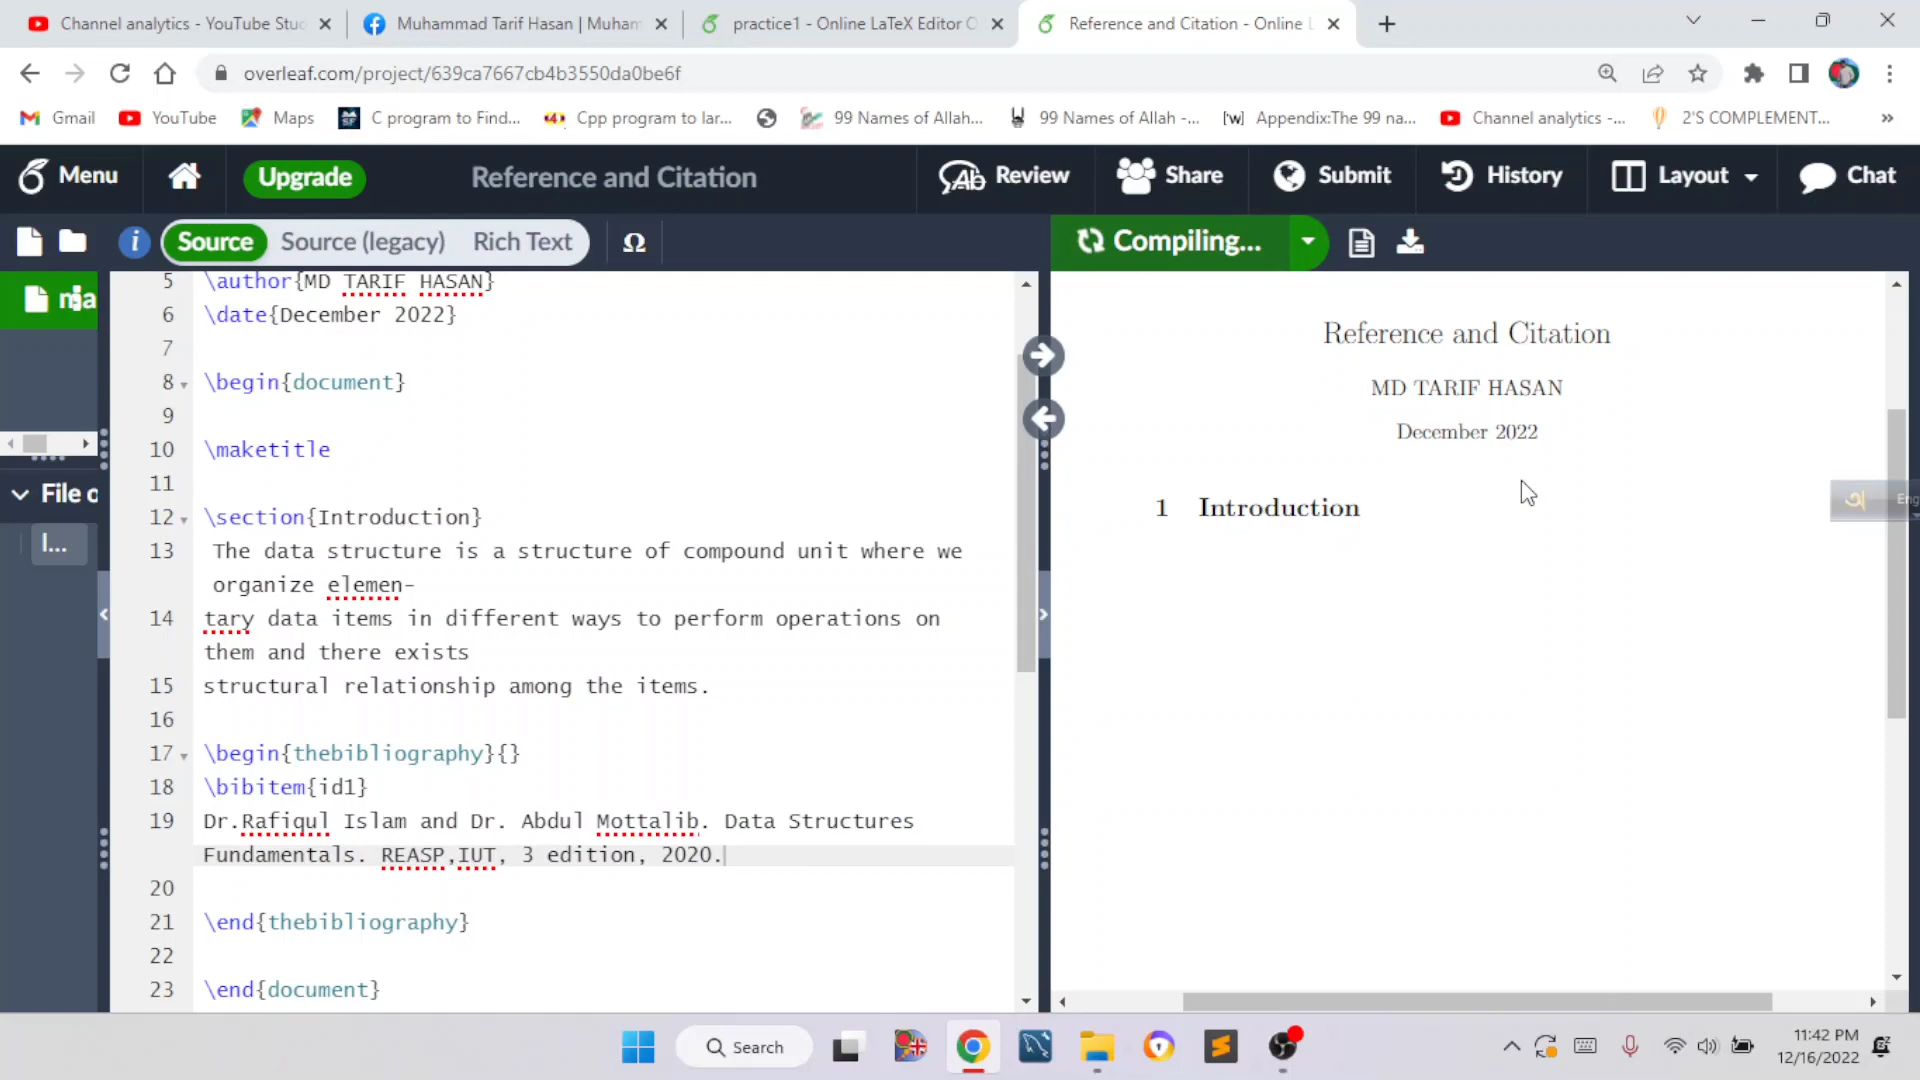 Channel analytics - YouTube Stu
Muhammad Tarif Hasan | Muham
practice1 - Online LaTeX Editor O
Reference and Citation - Online L
overleaf.com/project/639ca7667cb4b3550da0be6f
Gmail
YouTube
Maps
C program to Find...
Cpp program to lar...
99 Names of Allah...
99 Names of Allah -...
[w] Appendix:The 99 na...
Channel analytics -...
2'S COMPLEMENT...
»
Menu
Upgrade
Reference and Citation
Review
Share
Submit
History
Layout
Chat
Source
Source (legacy)
Rich Text
Ω
Compiling...
File o
l...
5 \author{MD TARIF HASAN}
6 \date{December 2022}
7
8 \begin{document}
9
10 \maketitle
11
12 \section{Introduction}
13 The data structure is a structure of compound unit where we
organize elemen-
14 tary data items in different ways to perform operations on
them and there exists
15 structural relationship among the items.
16
17 \begin{thebibliography}{}
18 \bibitem{id1}
19 Dr.Rafiqul Islam and Dr. Abdul Mottalib. Data Structures
Fundamentals. REASP,IUT, 3 edition, 2020.
20
21 \end{thebibliography}
22
23 \end{document}
Reference and Citation
MD TARIF HASAN
December 2022
1 Introduction
অ Eng
Search
11:42 PM
12/16/2022